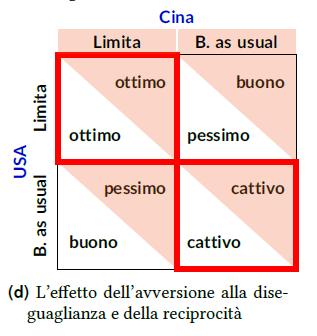 Cina
Limita B. as usual
USA
Limita
ottimo buono
ottimo pessimo
B. as usual
pessimo cattivo
buono cattivo
(d) L'effetto dell'avversione alla dise-
guaglianza e della reciprocità